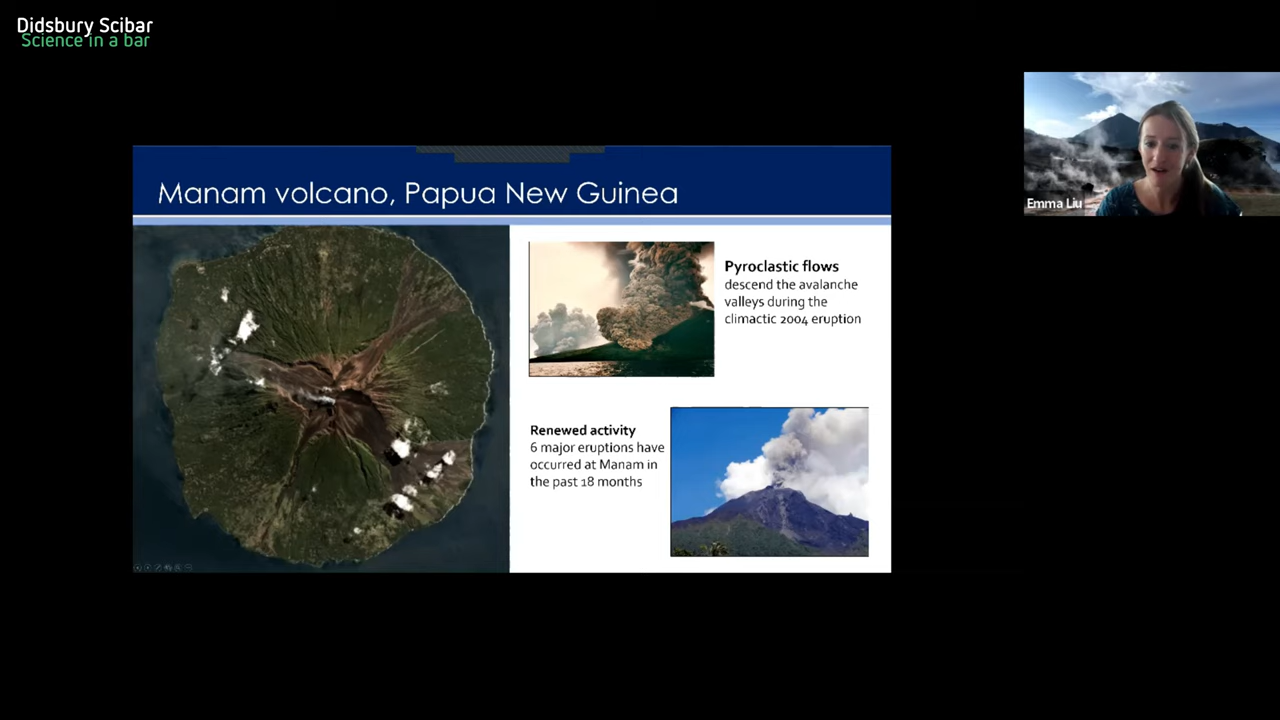 Didsbury Scibar
Science in a bar
Emma Liu
Manam volcano, Papua New Guinea
Pyroclastic flows
descend the avalanche
valleys during the
climactic 2004 eruption
Renewed activity
6 major eruptions have
occurred at Manam in
the past 18 months